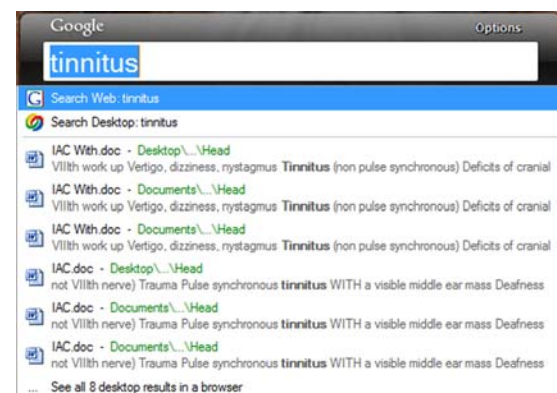 Google
Options
tinnitus
G Search Web: tinnitus
Search Desktop: tinnitus
IAC With.doc - Desktop\...\Head
VIIth work up Vertigo, dizziness, nystagmus Tinnitus (non pulse synchronous) Deficits of cranial
IAC With.doc - Documents\...\Head
VIIth work up Vertigo, dizziness, nystagmus Tinnitus (non pulse synchronous) Deficits of cranial
IAC With.doc - Documents\...\Head
VIIth work up Vertigo, dizziness, nystagmus Tinnitus (non pulse synchronous) Deficits of cranial
IAC.doc - Desktop\...\Head
not VIIth nerve) Trauma Pulse synchronous tinnitus WITH a visible middle ear mass Deafness
IAC.doc - Documents\...\Head
not VIIth nerve) Trauma Pulse synchronous tinnitus WITH a visible middle ear mass Deafness
IAC.doc - Documents\...\Head
not VIIth nerve) Trauma Pulse synchronous tinnitus WITH a visible middle ear mass Deafness
... See all 8 desktop results in a browser